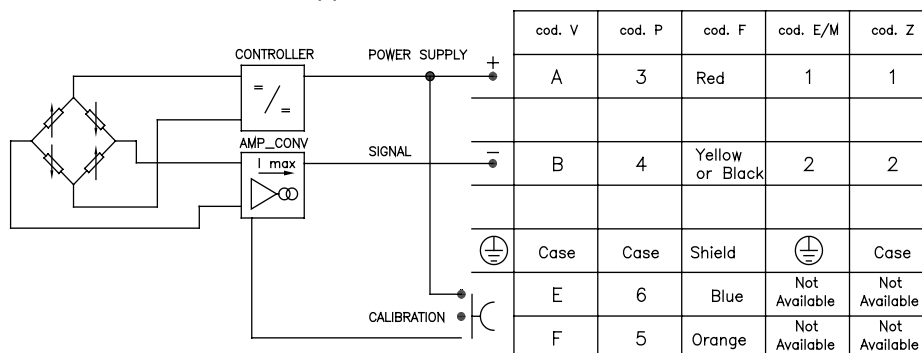 cod. V cod. P cod. F cod. E/M cod. Z
CONTROLLER POWER SUPPLY + A 3 Red 1 1
= / =
AMP_CONV SIGNAL − B 4 Yellow or Black 2 2
I max
Case Case Shield Case
E 6 Blue Not Available Not Available
CALIBRATION
F 5 Orange Not Available Not Available